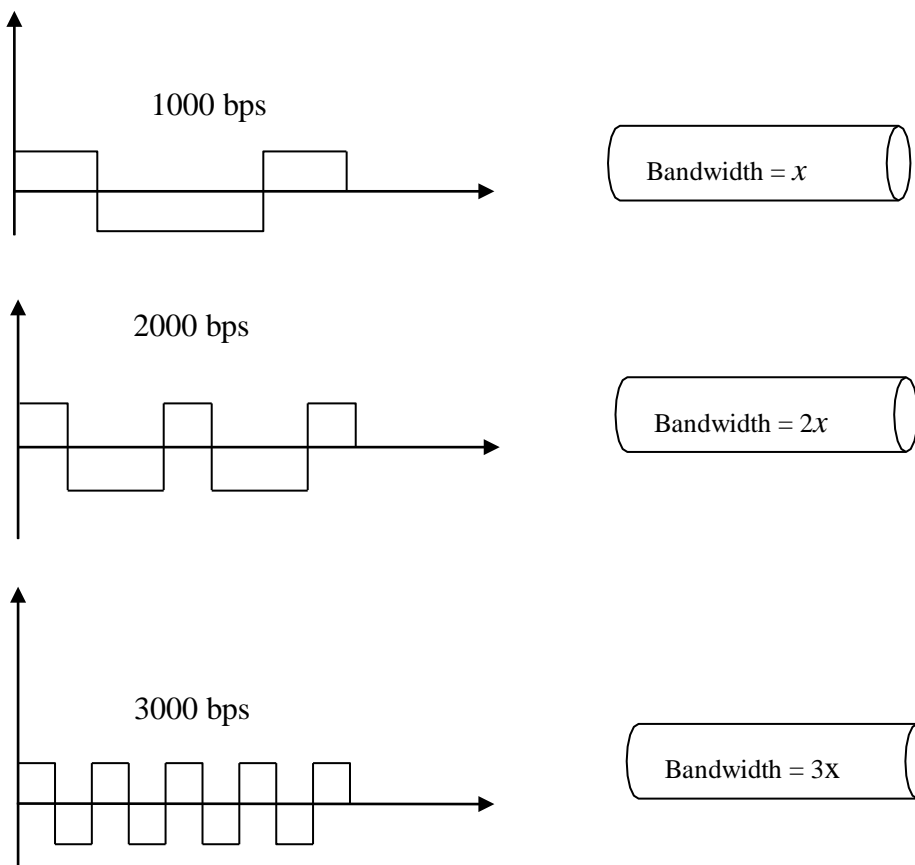 1000 bps
Bandwidth = x
2000 bps
Bandwidth = 2x
3000 bps
Bandwidth = 3x